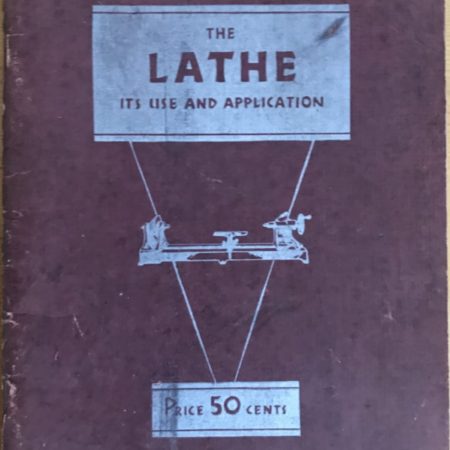 THE
LATHE
ITS USE AND APPLICATION
PRICE 50 CENTS